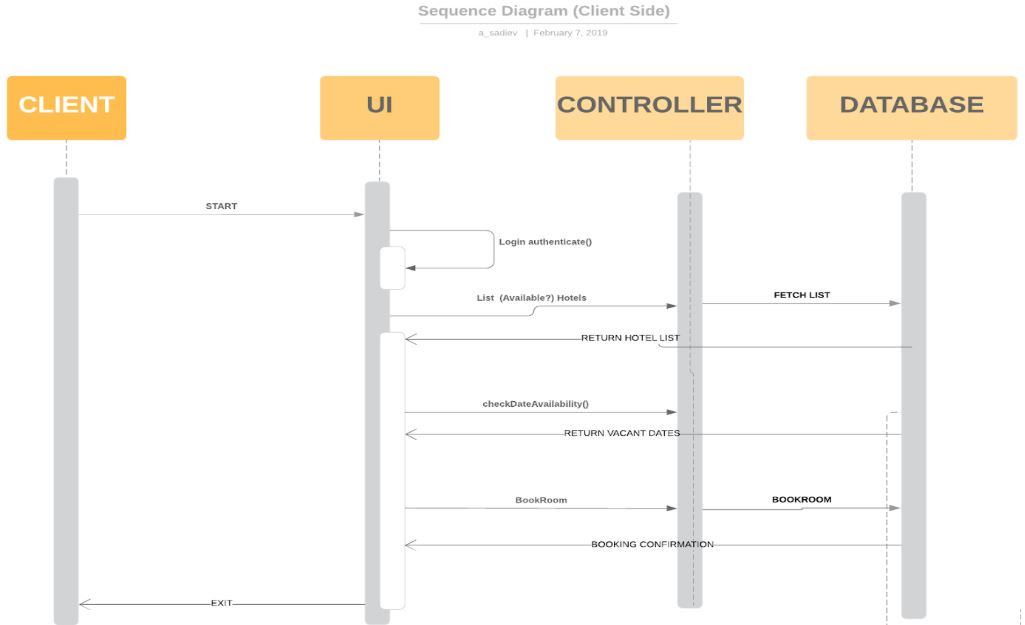 Sequence Diagram (Client Side)
a_sadiev | February 7, 2019
CLIENT
UI
CONTROLLER
DATABASE
START
Login authenticate()
List (Available?) Hotels
FETCH LIST
RETURN HOTEL LIST
checkDateAvailability()
RETURN VACANT DATES
BookRoom
BOOKROOM
BOOKING CONFIRMATION
EXIT